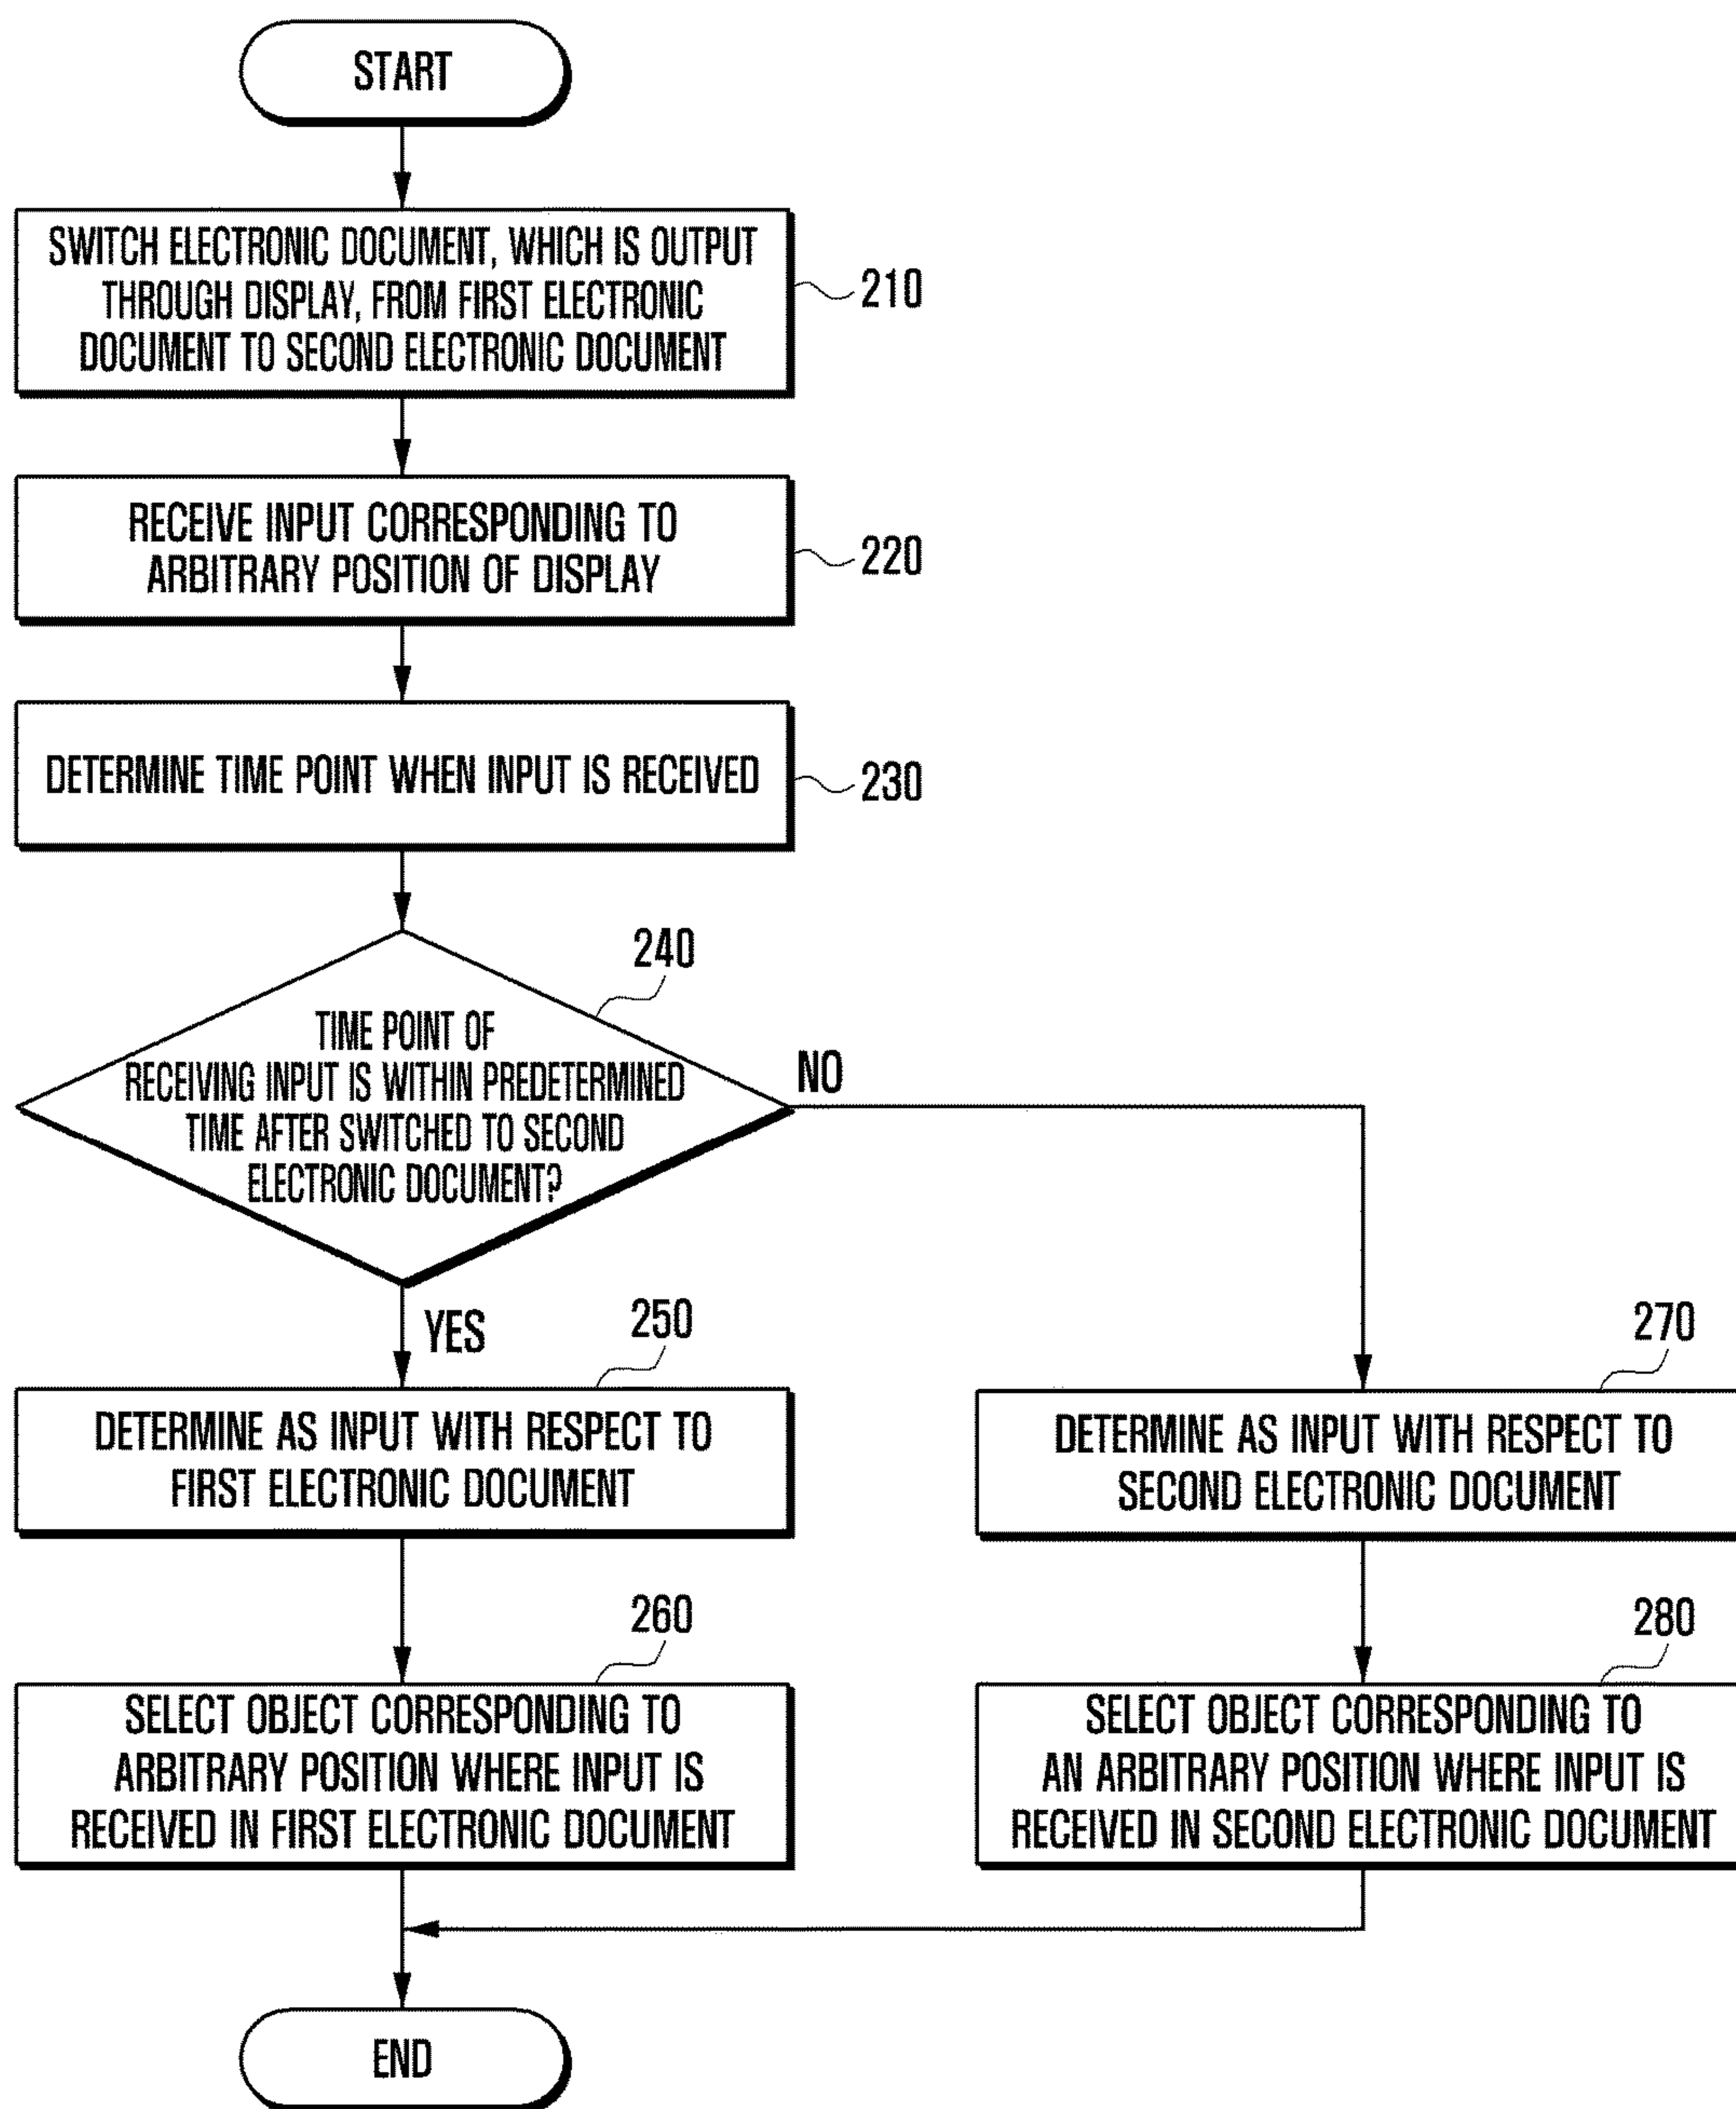 START
SWITCH ELECTRONIC DOCUMENT, WHICH IS OUTPUT
THROUGH DISPLAY, FROM FIRST ELECTRONIC
DOCUMENT TO SECOND ELECTRONIC DOCUMENT
210
RECEIVE INPUT CORRESPONDING TO
ARBITRARY POSITION OF DISPLAY
220
DETERMINE TIME POINT WHEN INPUT IS RECEIVED
230
240
TIME POINT OF
RECEIVING INPUT IS WITHIN PREDETERMINED
TIME AFTER SWITCHED TO SECOND
ELECTRONIC DOCUMENT?
NO
YES
250
DETERMINE AS INPUT WITH RESPECT TO
FIRST ELECTRONIC DOCUMENT
270
DETERMINE AS INPUT WITH RESPECT TO
SECOND ELECTRONIC DOCUMENT
260
SELECT OBJECT CORRESPONDING TO
ARBITRARY POSITION WHERE INPUT IS
RECEIVED IN FIRST ELECTRONIC DOCUMENT
280
SELECT OBJECT CORRESPONDING TO
AN ARBITRARY POSITION WHERE INPUT IS
RECEIVED IN SECOND ELECTRONIC DOCUMENT
END